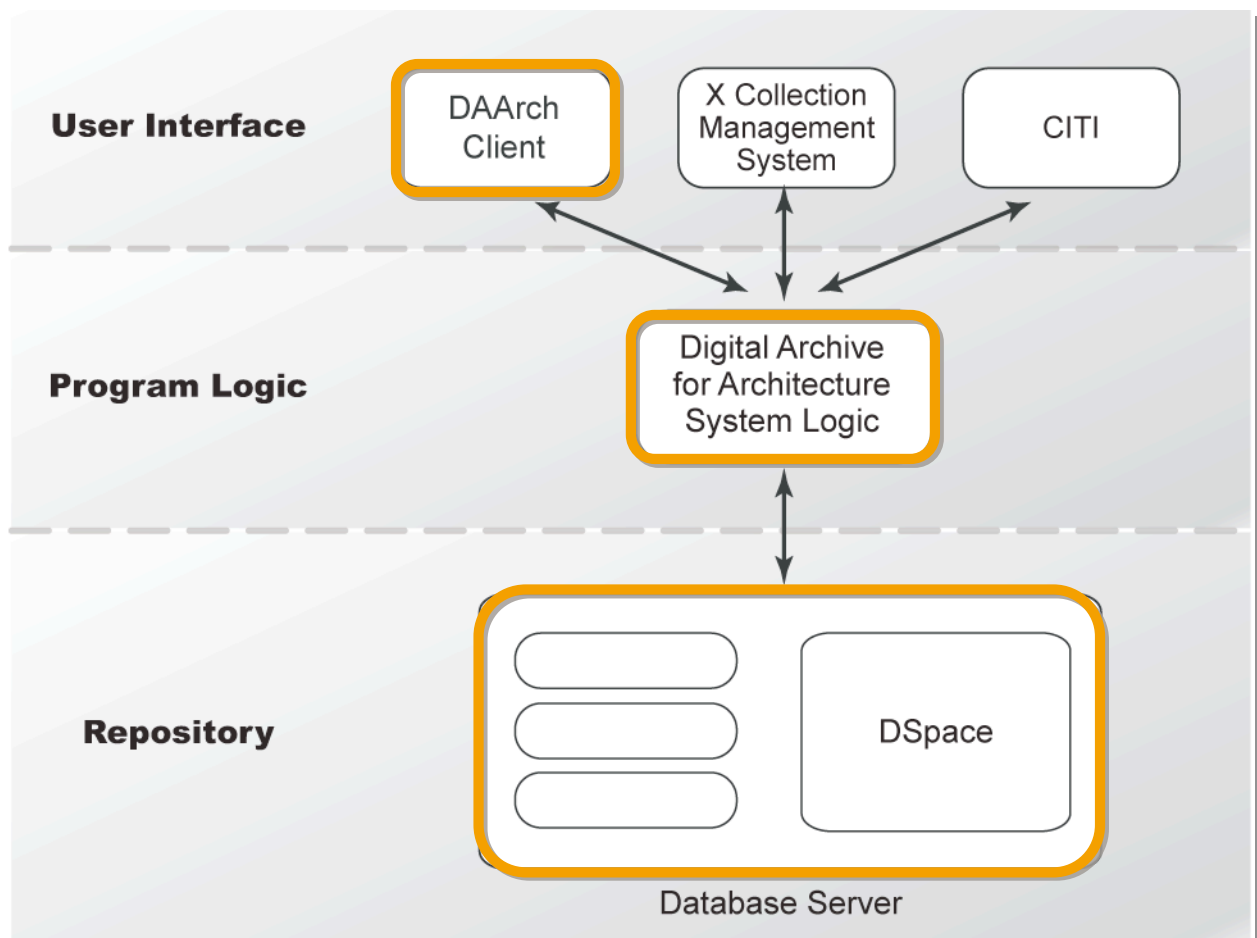 User Interface
DAArch
Client
X Collection
Management
System
CITI
Program Logic
Digital Archive
for Architecture
System Logic
Repository
DSpace
Database Server